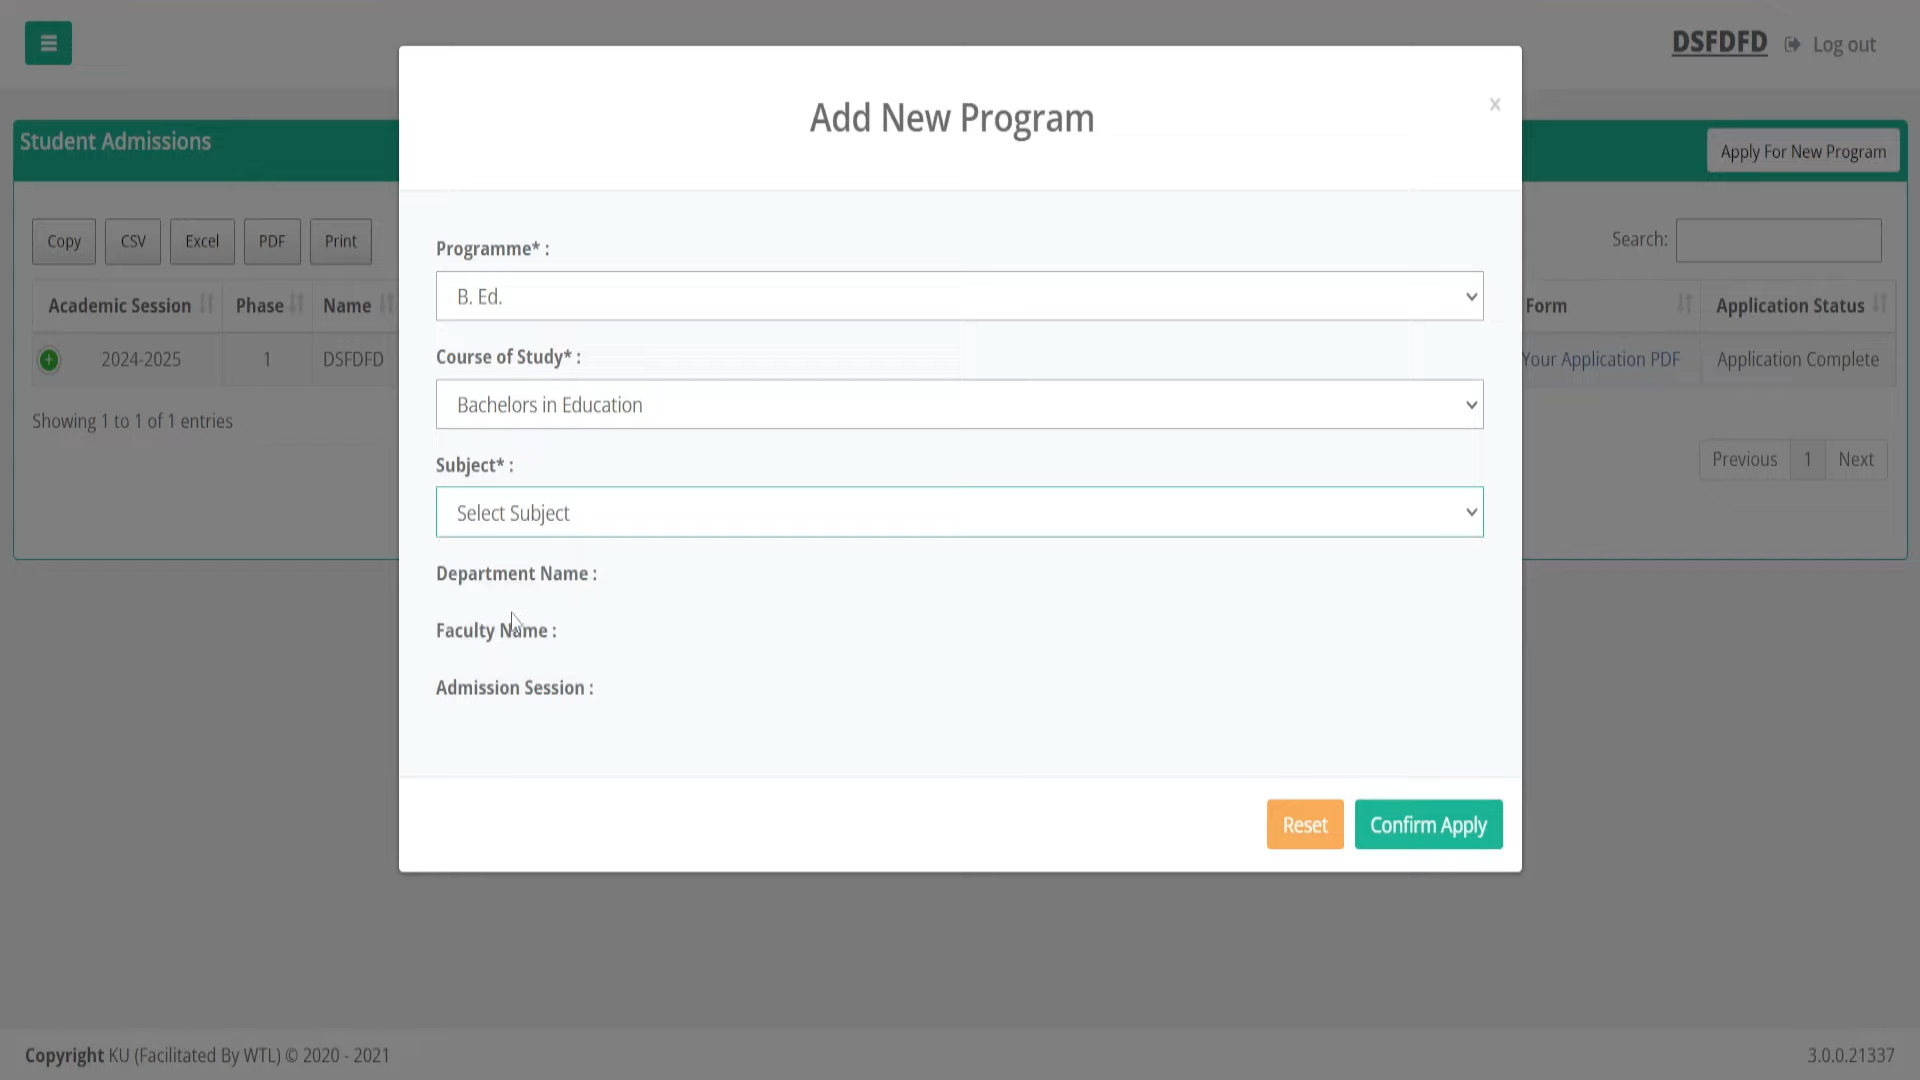 DSFDFD Log out
Add New Program
×
Student Admissions
Apply For New Program
Copy CSV Excel PDF Print
Search:
Academic Session Phase Name Form Application Status
2024-2025 1 DSFDFD Your Application PDF Application Complete
Showing 1 to 1 of 1 entries
Previous 1 Next
Programme* :
B. Ed.
Course of Study* :
Bachelors in Education
Subject* :
Select Subject
Department Name :
Faculty Name :
Admission Session :
Reset Confirm Apply
Copyright KU (Facilitated By WTL) © 2020 - 2021
3.0.0.21337